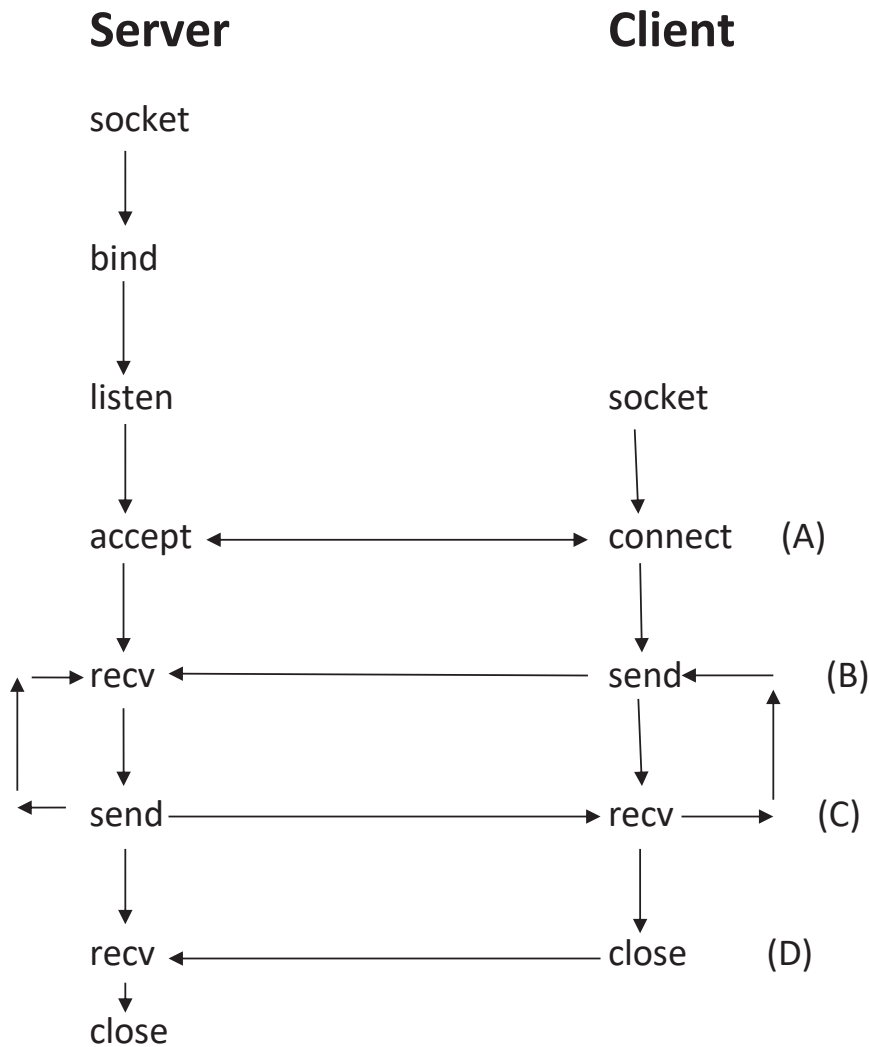 Server Client
socket
bind
listen socket
accept connect (A)
recv send (B)
send recv (C)
recv close (D)
close